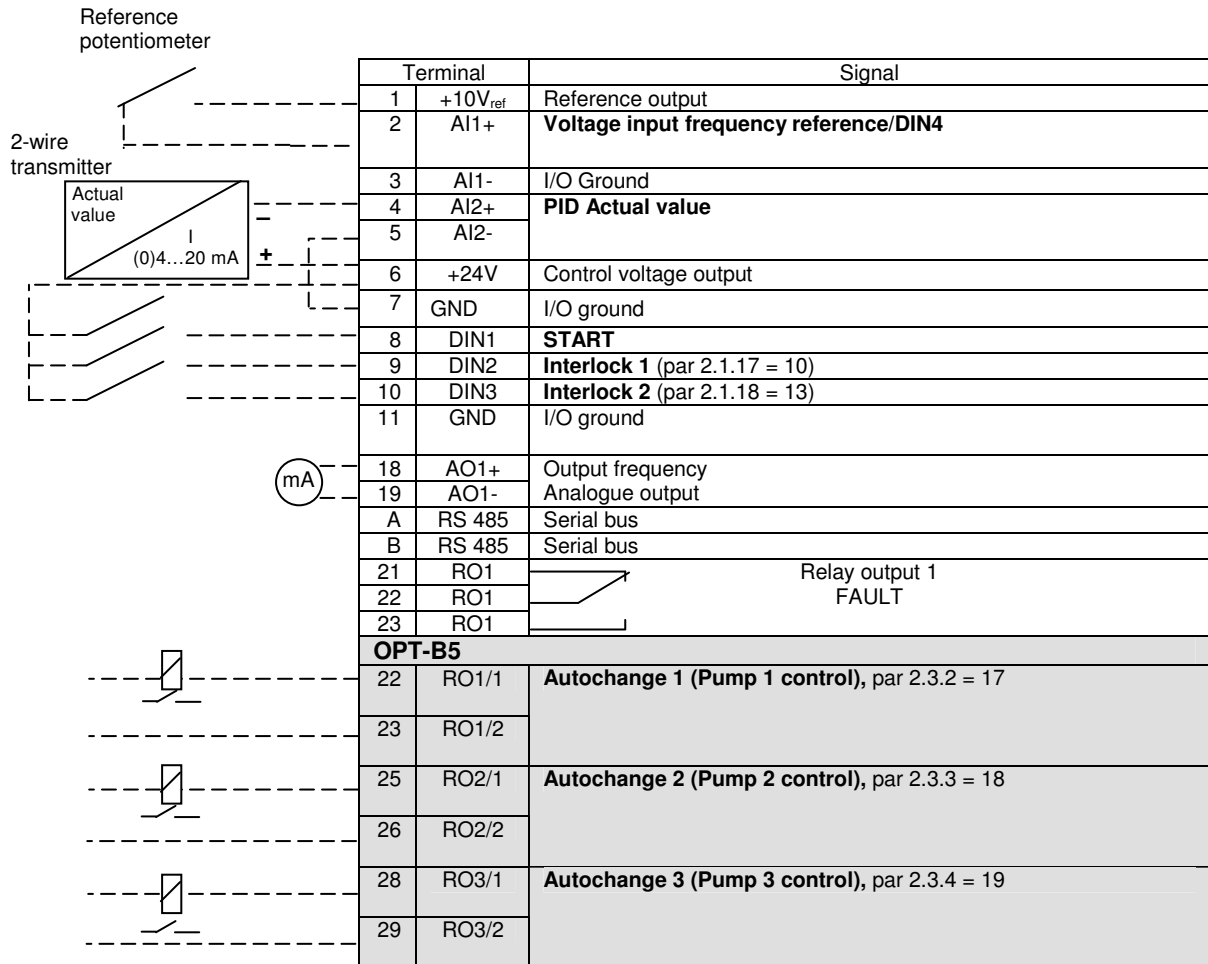 Reference
potentiometer
2-wire
transmitter
Actual
value
I
(0)4…20 mA
–
+
mA
Terminal Signal
1 +10Vref Reference output
2 AI1+ Voltage input frequency reference/DIN4
3 AI1- I/O Ground
4 AI2+ PID Actual value
5 AI2-
6 +24V Control voltage output
7 GND I/O ground
8 DIN1 START
9 DIN2 Interlock 1 (par 2.1.17 = 10)
10 DIN3 Interlock 2 (par 2.1.18 = 13)
11 GND I/O ground
18 AO1+ Output frequency
19 AO1- Analogue output
A RS 485 Serial bus
B RS 485 Serial bus
21 RO1 Relay output 1
22 RO1 FAULT
23 RO1
OPT-B5
22 RO1/1 Autochange 1 (Pump 1 control), par 2.3.2 = 17
23 RO1/2
25 RO2/1 Autochange 2 (Pump 2 control), par 2.3.3 = 18
26 RO2/2
28 RO3/1 Autochange 3 (Pump 3 control), par 2.3.4 = 19
29 RO3/2